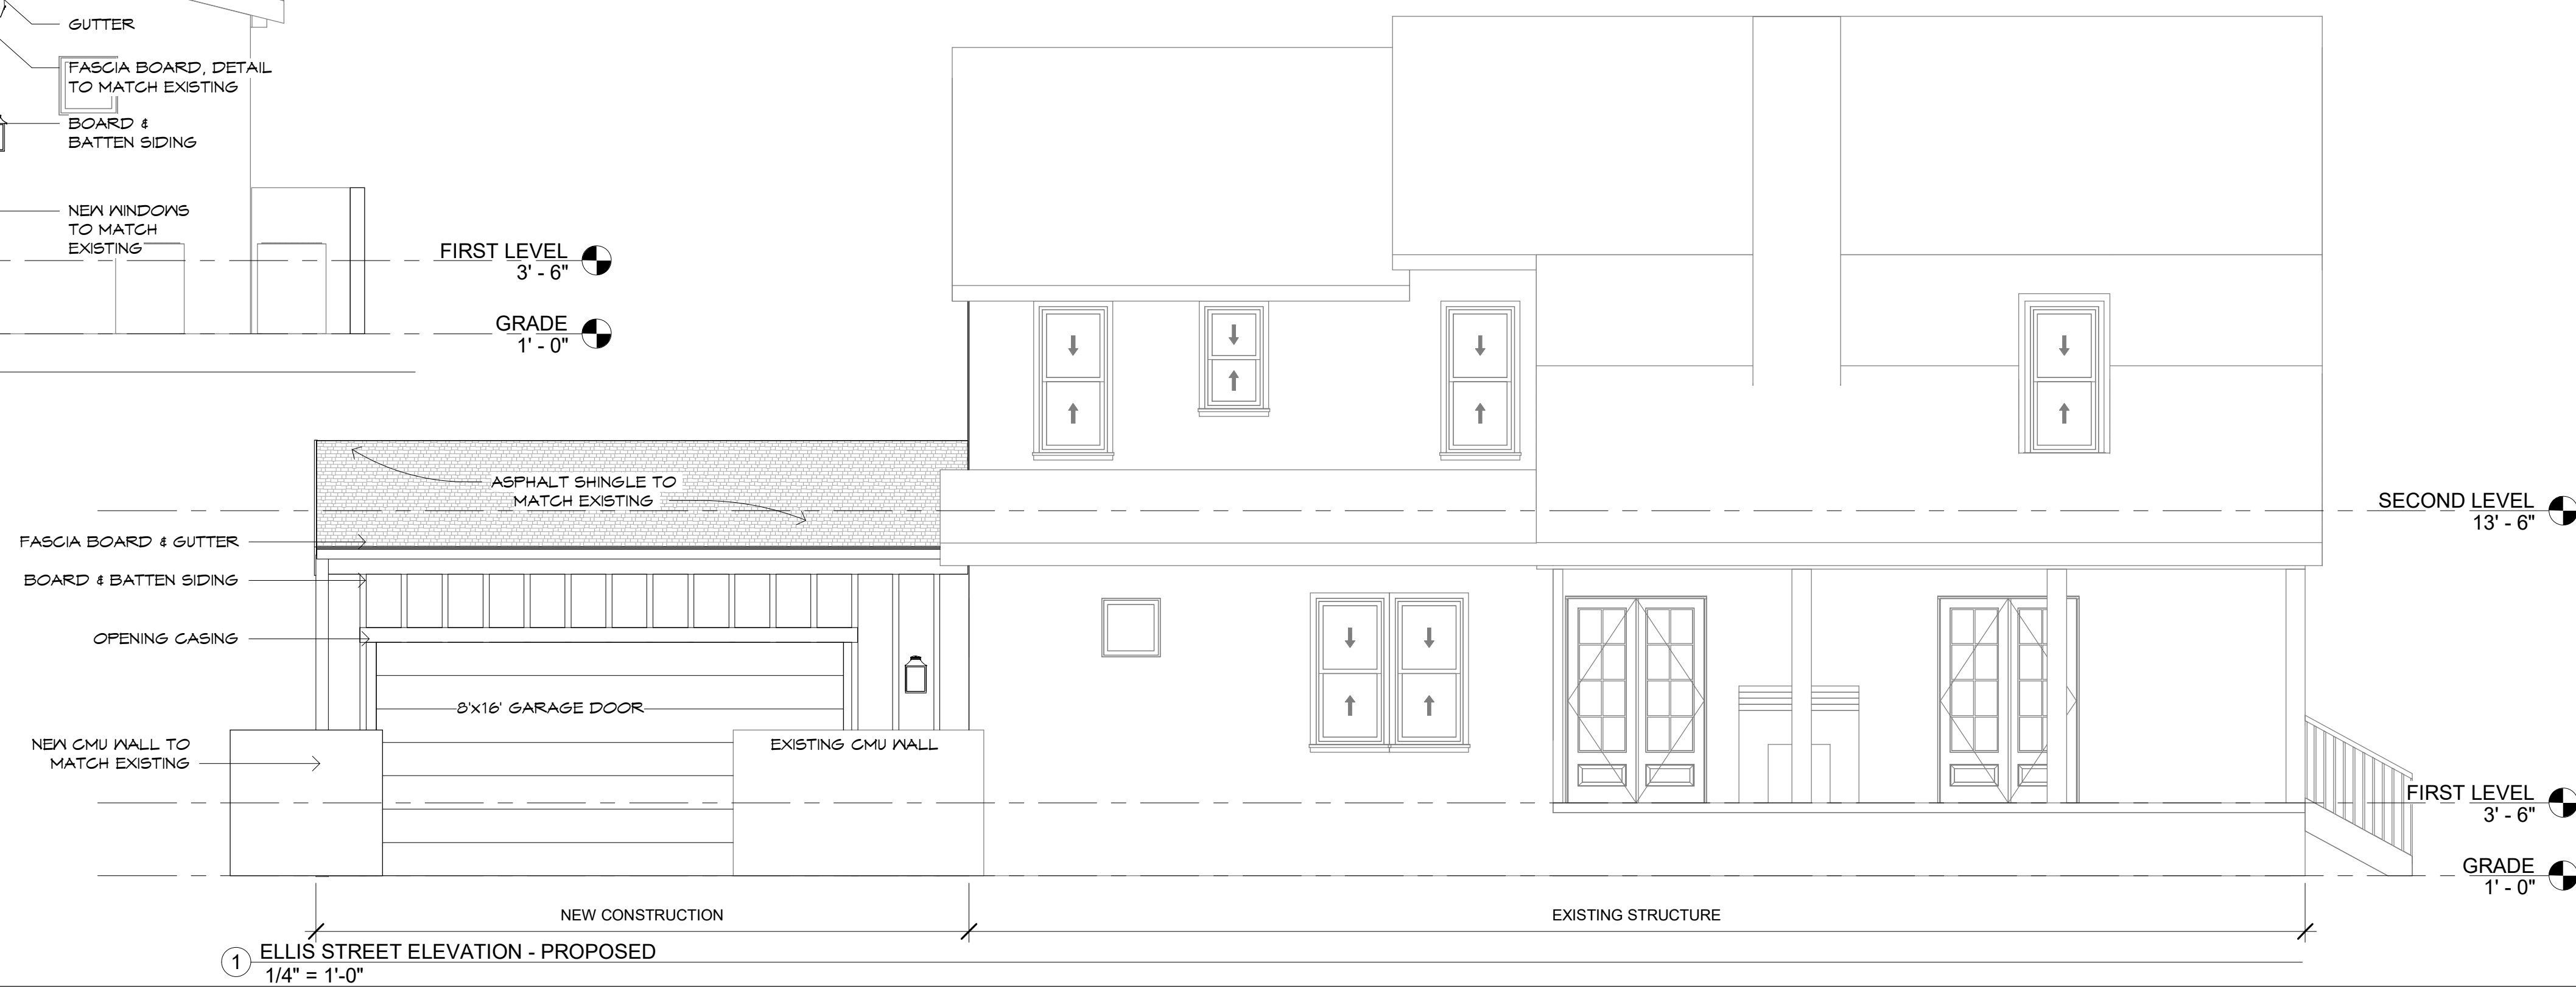 GUTTER
FASCIA BOARD, DETAIL
TO MATCH EXISTING
BOARD &
BATTEN SIDING
NEW WINDOWS
TO MATCH
EXISTING
FIRST LEVEL
3' - 6"
GRADE
1' - 0"
ASPHALT SHINGLE TO
MATCH EXISTING
SECOND LEVEL
13' - 6"
FASCIA BOARD & GUTTER
BOARD & BATTEN SIDING
OPENING CASING
8'x16' GARAGE DOOR
NEW CMU WALL TO
MATCH EXISTING
EXISTING CMU WALL
FIRST LEVEL
3' - 6"
GRADE
1' - 0"
NEW CONSTRUCTION
EXISTING STRUCTURE
1
ELLIS STREET ELEVATION - PROPOSED
1/4" = 1'-0"